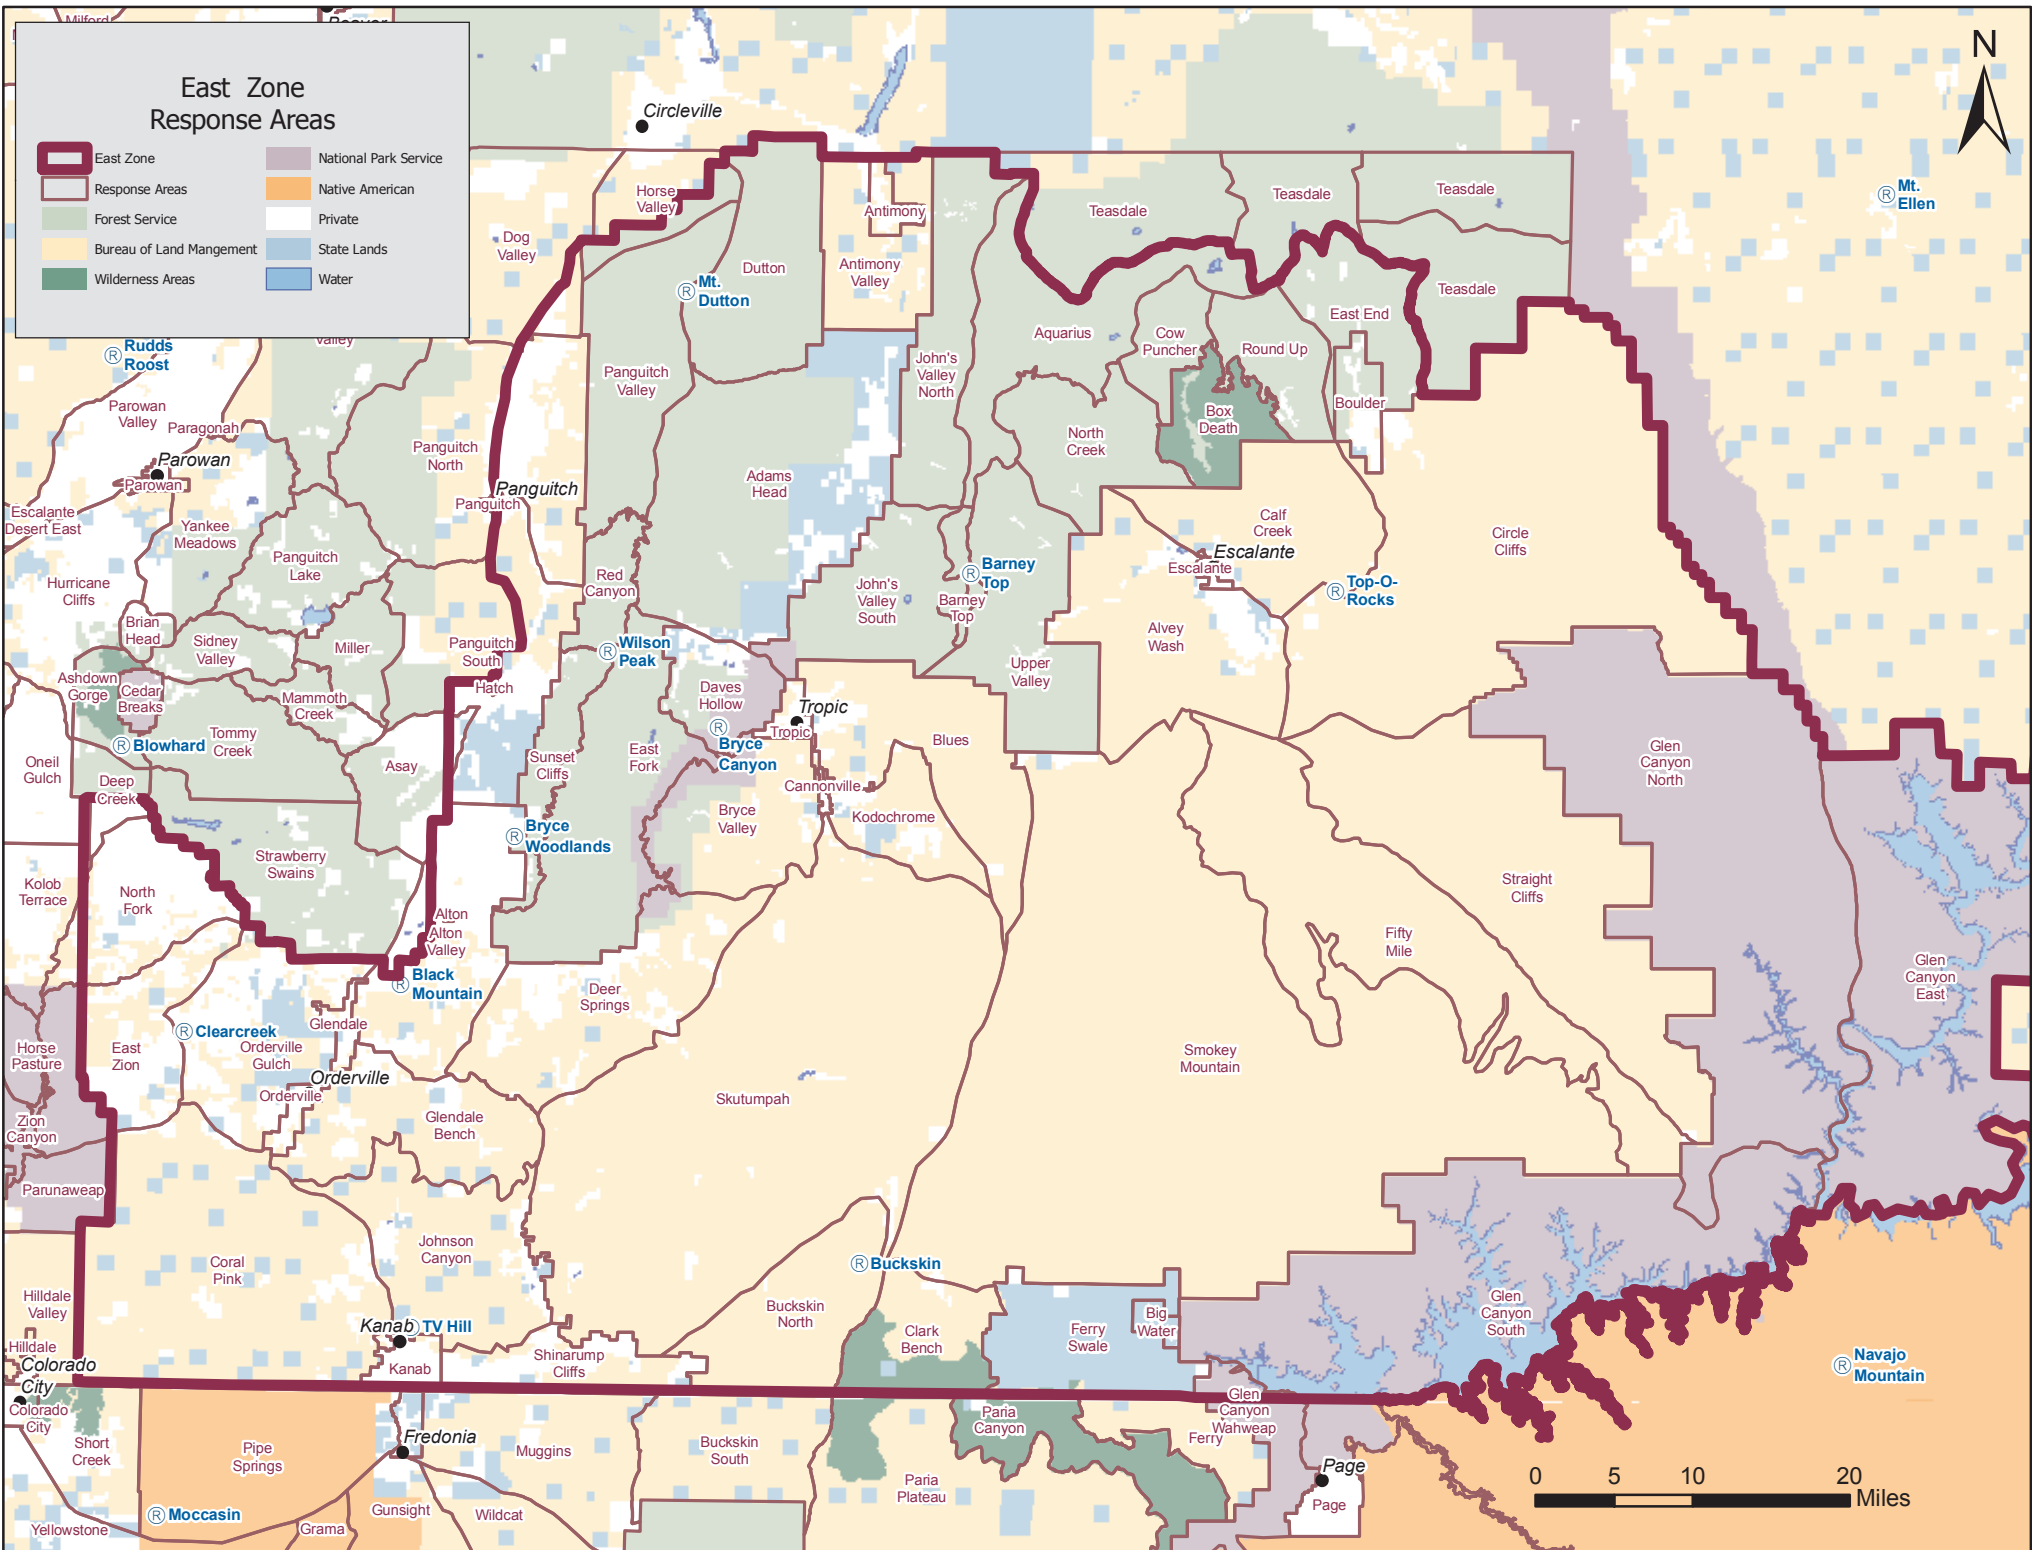 Milford
Beaver
East Zone
Response Areas
East Zone
Response Areas
Forest Service
Bureau of Land Mangement
Wilderness Areas
National Park Service
Native American
Private
State Lands
Water
N
Circleville
Mt.
Ellen
Horse
Valley
Antimony
Teasdale
Teasdale
Teasdale
Dog
Valley
Dutton
Antimony
Valley
Mt.
Dutton
Teasdale
East End
Valley
Rudds
Roost
Aquarius
Cow
Puncher
Round Up
John's
Valley
North
Panguitch
Valley
Parowan
Valley
Paragonah
Boulder
Box
Death
North
Creek
Panguitch
North
Parowan
Parowan
Adams
Head
Panguitch
Panguitch
Escalante
Desert East
Yankee
Meadows
Calf
Creek
Circle
Cliffs
Panguitch
Lake
Escalante
Escalante
Barney
Top
Hurricane
Cliffs
Red
Canyon
John's
Valley
South
Barney
Top
Top-O-
Rocks
Brian
Head
Sidney
Valley
Miller
Panguitch
South
Wilson
Peak
Alvey
Wash
Upper
Valley
Ashdown
Gorge
Cedar
Breaks
Mammoth
Creek
Hatch
Daves
Hollow
Tropic
Tropic
Blowhard
Tommy
Creek
Bryce
Canyon
Blues
East
Fork
Sunset
Cliffs
Glen
Canyon
North
Oneil
Gulch
Deep
Creek
Asay
Cannonville
Bryce
Valley
Kodochrome
Bryce
Woodlands
Strawberry
Swains
Kolob
Terrace
North
Fork
Straight
Cliffs
Alton
Alton
Valley
Fifty
Mile
Black
Mountain
Deer
Springs
Glen
Canyon
East
Clearcreek
Glendale
Horse
Pasture
East
Zion
Orderville
Gulch
Smokey
Mountain
Orderville
Orderville
Skutumpah
Glendale
Bench
Zion
Canyon
Parunaweap
Johnson
Canyon
Coral
Pink
Buckskin
Hilldale
Valley
Buckskin
North
Big
Water
Glen
Canyon
South
Kanab
TV Hill
Clark
Bench
Ferry
Swale
Hilldale
Colorado
City
Kanab
Shinarump
Cliffs
Navajo
Mountain
Colorado
City
Glen
Canyon
Wahweap
Paria
Canyon
Ferry
Short
Creek
Pipe
Springs
Fredonia
Muggins
Buckskin
South
Page
Page
Paria
Plateau
Moccasin
Gunsight
Wildcat
Yellowstone
Grama
0 5 10 20
Miles